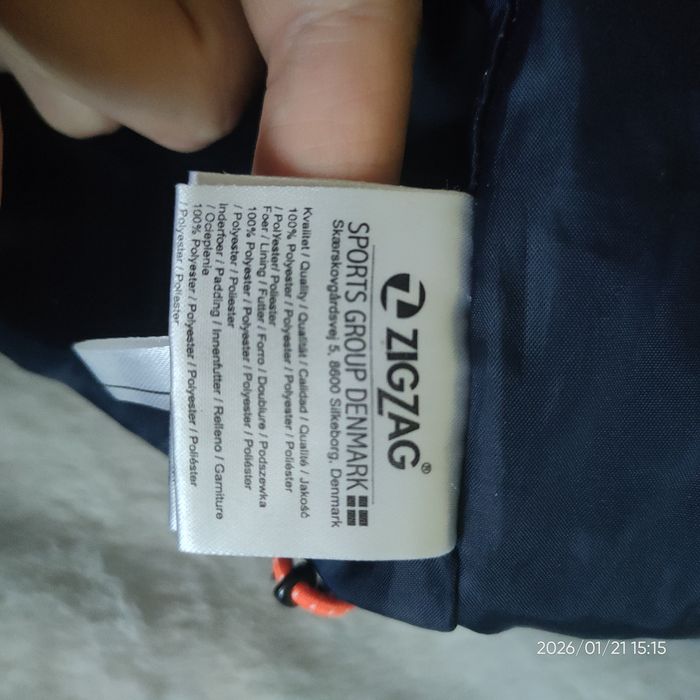 ZIGZAG®
SPORTS GROUP DENMARK
Skærskovgårdsvej 5, 8600 Silkeborg, Denmark
Kvalitet / Quality / Qualität / Calidad / Qualité / Jakość
100% Polyester / Polyester / Polyester / Poliéster
/ Polyester/ Poliester
Foer / Lining / Futter / Forro / Doublure / Podszewka
100% Polyester / Polyester / Polyester / Poliéster
/ Polyester / Poliester
Inderfoer / Padding / Innenfutter / Relleno / Garniture
/ Ocieplenie
100% Polyester / Polyester / Polyester / Poliéster
/ Polyester / Poliester
2026/01/21 15:15